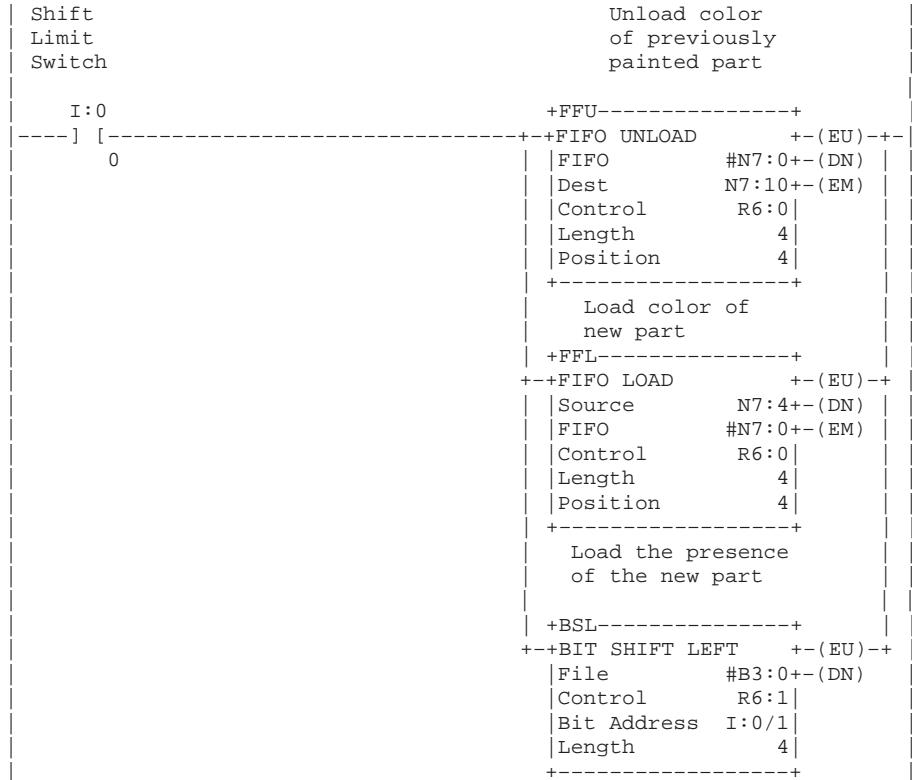 Shift Unload color
Limit of previously
Switch painted part
I:0 +FFU---------------+
|----] [-------------------------------+-+FIFO UNLOAD +-(EU)-+-|
0 | |FIFO #N7:0+-(DN) | |
| |Dest N7:10+-(EM) | |
| |Control R6:0| | |
| |Length 4| | |
| |Position 4| | |
| +------------------+ | |
| Load color of | |
| new part | |
| +FFL---------------+ | |
+-+FIFO LOAD +-(EU)-+ |
| |Source N7:4+-(DN) | |
| |FIFO #N7:0+-(EM) | |
| |Control R6:0| | |
| |Length 4| | |
| |Position 4| | |
| +------------------+ | |
| Load the presence | |
| of the new part | |
| | |
| +BSL---------------+ | |
+-+BIT SHIFT LEFT +-(EU)-+ |
|File #B3:0+-(DN) |
|Control R6:1| |
|Bit Address I:0/1| |
|Length 4| |
+------------------+ |